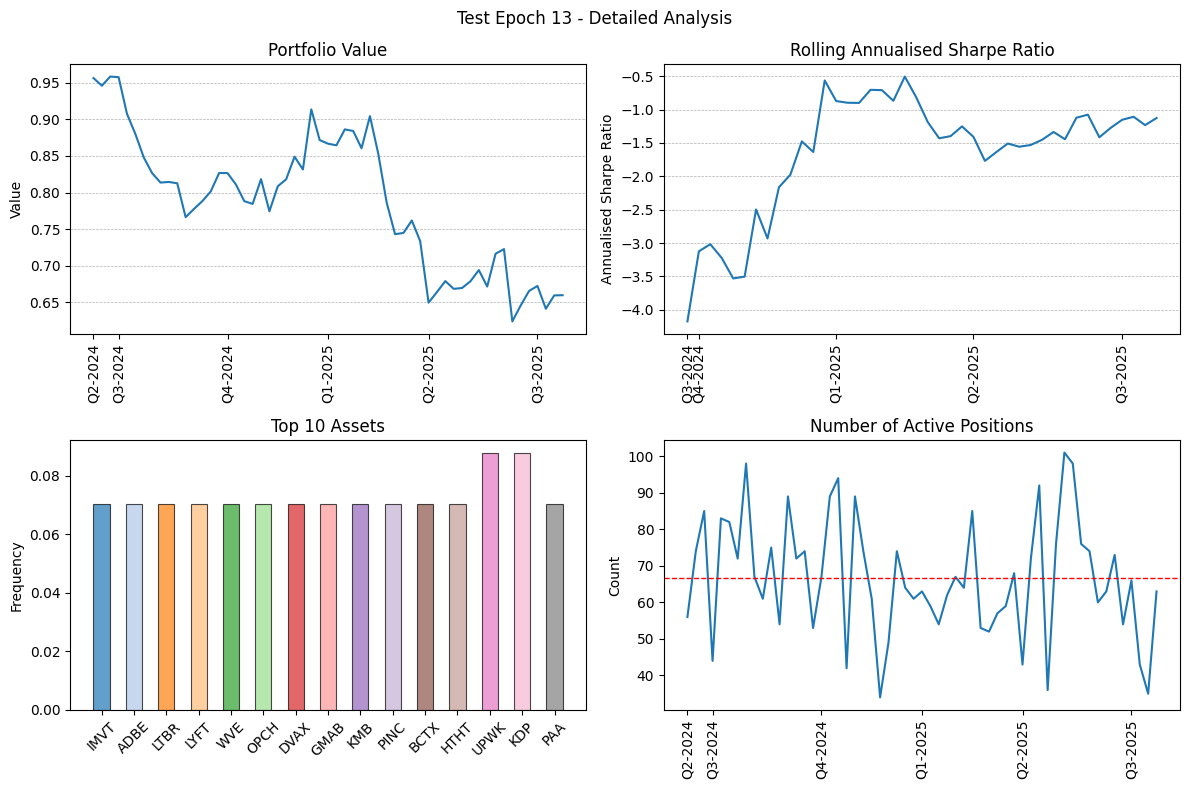 Test Epoch 13 - Detailed Analysis
Portfolio Value
Value
0.95
0.90
0.85
0.80
0.75
0.70
0.65
Q2-2024
Q3-2024
Q4-2024
Q1-2025
Q2-2025
Q3-2025
Rolling Annualised Sharpe Ratio
Annualised Sharpe Ratio
−0.5
−1.0
−1.5
−2.0
−2.5
−3.0
−3.5
−4.0
Q3-2024
Q4-2024
Q1-2025
Q2-2025
Q3-2025
Top 10 Assets
Frequency
0.08
0.06
0.04
0.02
0.00
IMVT
ADBE
LTBR
LYFT
WVE
OPCH
DVAX
GMAB
KMB
PINC
BCTX
HTHT
UPWK
KDP
PAA
Number of Active Positions
Count
100
90
80
70
60
50
40
Q2-2024
Q3-2024
Q4-2024
Q1-2025
Q2-2025
Q3-2025